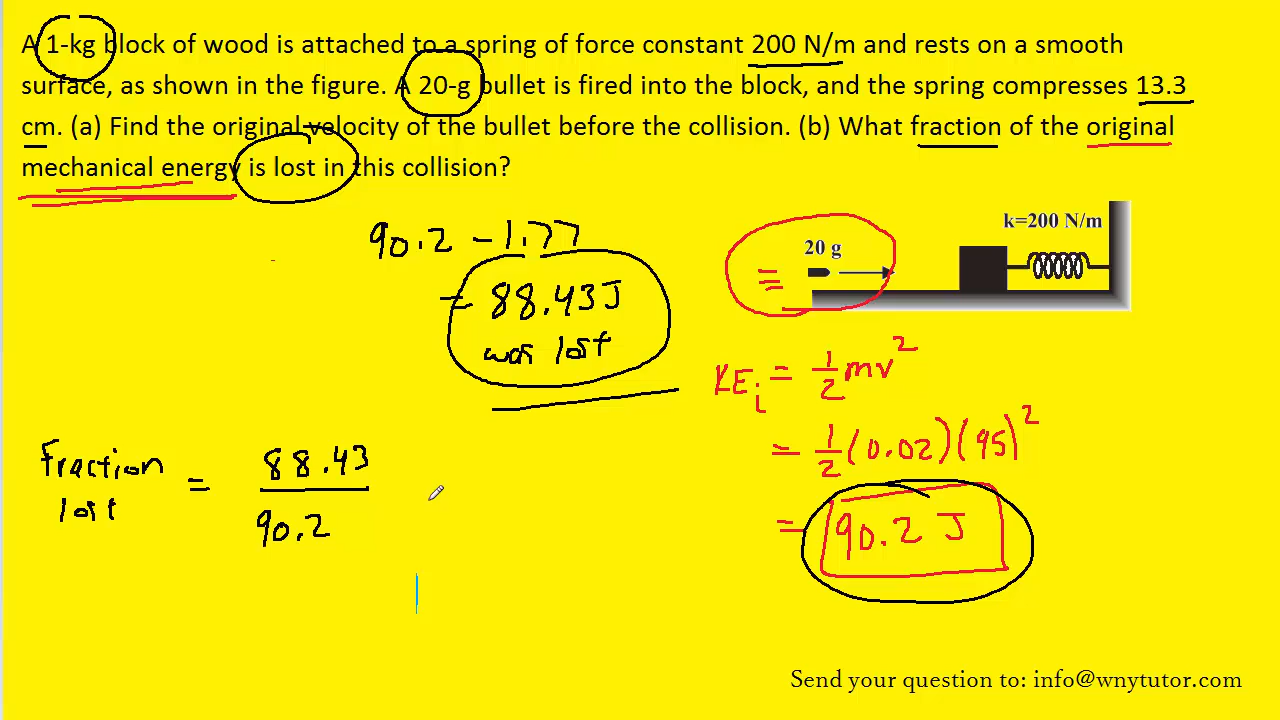 A 1-kg block of wood is attached to a spring of force constant 200 N/m and rests on a smooth
surface, as shown in the figure. A 20-g bullet is fired into the block, and the spring compresses 13.3
cm. (a) Find the original velocity of the bullet before the collision. (b) What fraction of the original
mechanical energy is lost in this collision?
90.2 - 1.77
= 88.43 J
was lost
k=200 N/m
20 g
KEi = 1/2 mv²
= 1/2 (0.02)(95)²
= 90.2 J
Fraction lost = 88.43/90.2
Send your question to: info@wnytutor.com